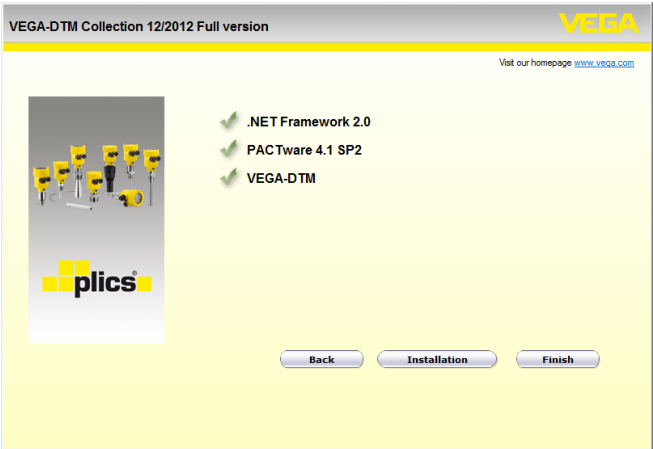 VEGA-DTM Collection 12/2012 Full version
VEGA
Visit our homepage www.vega.com
.NET Framework 2.0
PACTware 4.1 SP2
VEGA-DTM
plics®
Back
Installation
Finish